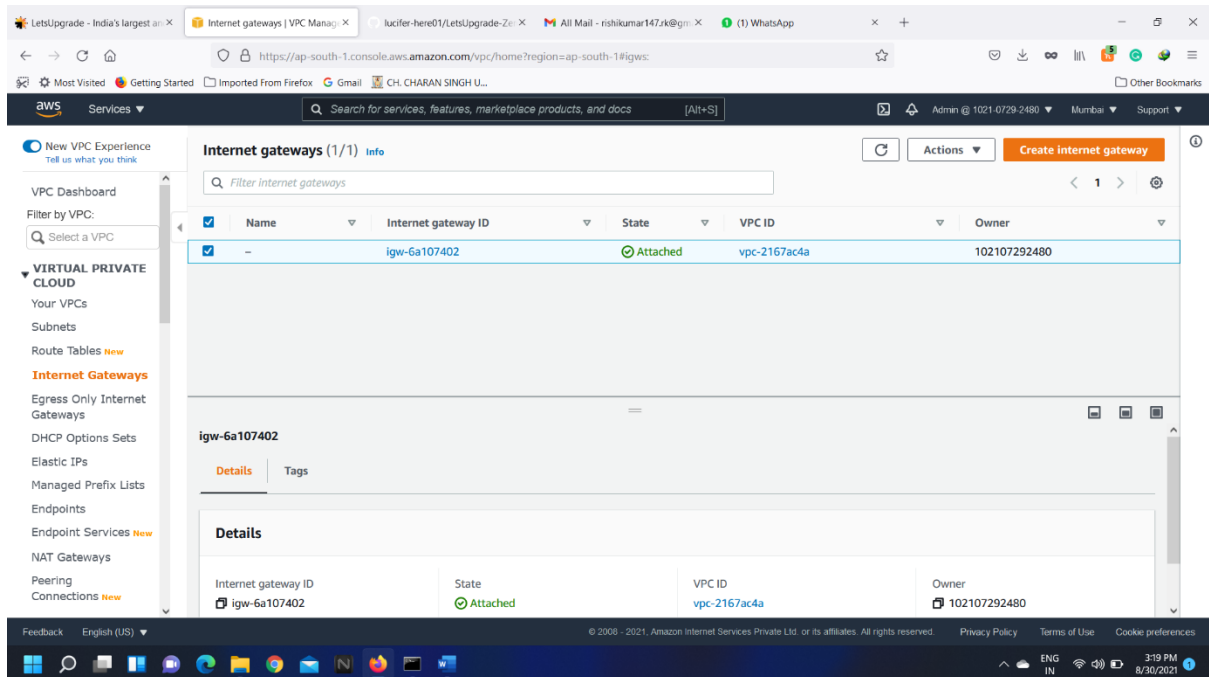 LetsUpgrade - India's largest an
Internet gateways | VPC Manag
lucifer-here01/LetsUpgrade-Ze
All Mail - rishikumar147.rk@gm
(1) WhatsApp
https://ap-south-1.console.aws.amazon.com/vpc/home?region=ap-south-1#igws:
5
Most Visited
Getting Started
Imported From Firefox
Gmail
CH. CHARAN SINGH U...
Other Bookmarks
aws
Services
Search for services, features, marketplace products, and docs
[Alt+S]
Admin @ 1021-0729-2480
Mumbai
Support
New VPC Experience
Tell us what you think
VPC Dashboard
Filter by VPC:
Select a VPC
VIRTUAL PRIVATE
CLOUD
Your VPCs
Subnets
Route Tables New
Internet Gateways
Egress Only Internet
Gateways
DHCP Options Sets
Elastic IPs
Managed Prefix Lists
Endpoints
Endpoint Services New
NAT Gateways
Peering
Connections New
Internet gateways (1/1) Info
Actions
Create internet gateway
Filter internet gateways
1
Name
Internet gateway ID
State
VPC ID
Owner
–
igw-6a107402
Attached
vpc-2167ac4a
102107292480
igw-6a107402
Details
Tags
Details
Internet gateway ID
State
VPC ID
Owner
igw-6a107402
Attached
vpc-2167ac4a
102107292480
Feedback
English (US)
© 2008 - 2021, Amazon Internet Services Private Ltd. or its affiliates. All rights reserved.
Privacy Policy
Terms of Use
Cookie preferences
ENG
IN
3:19 PM
8/30/2021
1